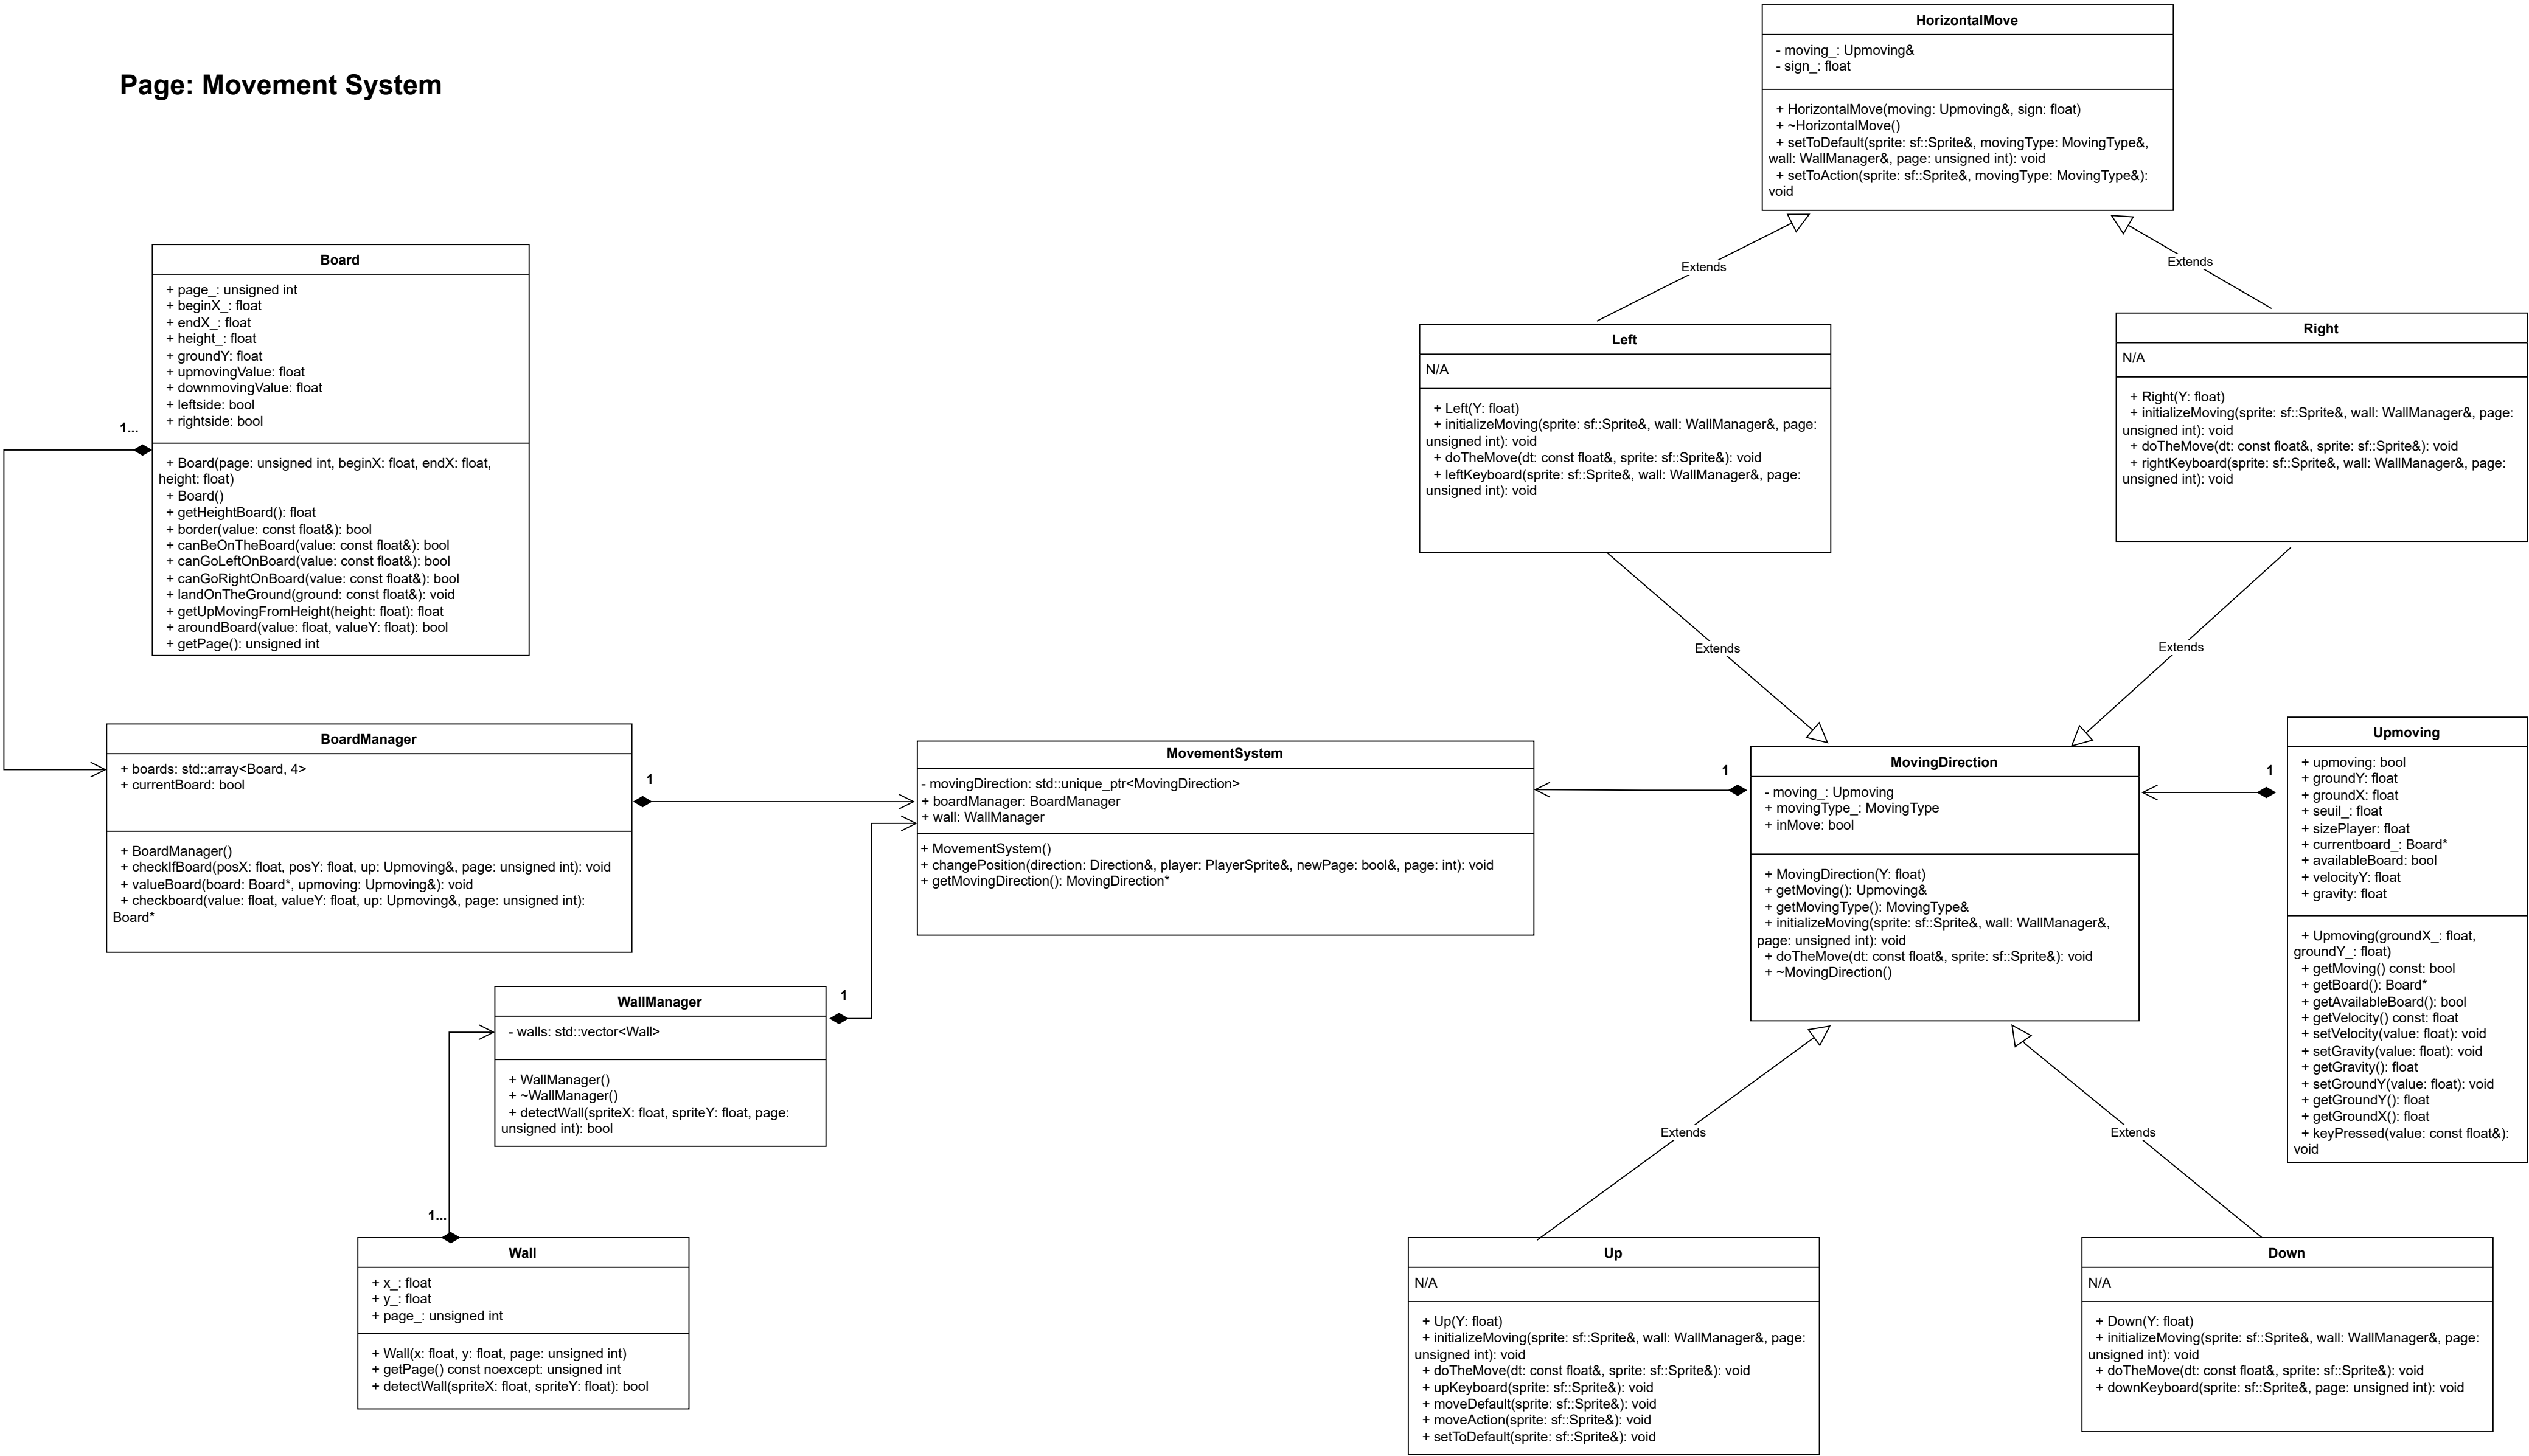 Page: Movement System
HorizontalMove
- moving_: Upmoving&
- sign_: float
+ HorizontalMove(moving: Upmoving&, sign: float)
+ ~HorizontalMove()
+ setToDefault(sprite: sf::Sprite&, movingType: MovingType&,
wall: WallManager&, page: unsigned int): void
+ setToAction(sprite: sf::Sprite&, movingType: MovingType&):
void
Extends
Extends
Board
+ page_: unsigned int
+ beginX_: float
+ endX_: float
+ height_: float
+ groundY: float
+ upmovingValue: float
+ downmovingValue: float
+ leftside: bool
+ rightside: bool
+ Board(page: unsigned int, beginX: float, endX: float,
height: float)
+ Board()
+ getHeightBoard(): float
+ border(value: const float&): bool
+ canBeOnTheBoard(value: const float&): bool
+ canGoLeftOnBoard(value: const float&): bool
+ canGoRightOnBoard(value: const float&): bool
+ landOnTheGround(ground: const float&): void
+ getUpMovingFromHeight(height: float): float
+ aroundBoard(value: float, valueY: float): bool
+ getPage(): unsigned int
1...
Left
N/A
+ Left(Y: float)
+ initializeMoving(sprite: sf::Sprite&, wall: WallManager&, page:
unsigned int): void
+ doTheMove(dt: const float&, sprite: sf::Sprite&): void
+ leftKeyboard(sprite: sf::Sprite&, wall: WallManager&, page:
unsigned int): void
Right
N/A
+ Right(Y: float)
+ initializeMoving(sprite: sf::Sprite&, wall: WallManager&, page:
unsigned int): void
+ doTheMove(dt: const float&, sprite: sf::Sprite&): void
+ rightKeyboard(sprite: sf::Sprite&, wall: WallManager&, page:
unsigned int): void
Extends
Extends
BoardManager
+ boards: std::array<Board, 4>
+ currentBoard: bool
+ BoardManager()
+ checkIfBoard(posX: float, posY: float, up: Upmoving&, page: unsigned int): void
+ valueBoard(board: Board*, upmoving: Upmoving&): void
+ checkboard(value: float, valueY: float, up: Upmoving&, page: unsigned int):
Board*
1
MovementSystem
- movingDirection: std::unique_ptr<MovingDirection>
+ boardManager: BoardManager
+ wall: WallManager
+ MovementSystem()
+ changePosition(direction: Direction&, player: PlayerSprite&, newPage: bool&, page: int): void
+ getMovingDirection(): MovingDirection*
1
MovingDirection
- moving_: Upmoving
+ movingType_: MovingType
+ inMove: bool
+ MovingDirection(Y: float)
+ getMoving(): Upmoving&
+ getMovingType(): MovingType&
+ initializeMoving(sprite: sf::Sprite&, wall: WallManager&,
page: unsigned int): void
+ doTheMove(dt: const float&, sprite: sf::Sprite&): void
+ ~MovingDirection()
1
Upmoving
+ upmoving: bool
+ groundY: float
+ groundX: float
+ seuil_: float
+ sizePlayer: float
+ currentboard_: Board*
+ availableBoard: bool
+ velocityY: float
+ gravity: float
+ Upmoving(groundX_: float,
groundY_: float)
+ getMoving() const: bool
+ getBoard(): Board*
+ getAvailableBoard(): bool
+ getVelocity() const: float
+ setVelocity(value: float): void
+ setGravity(value: float): void
+ getGravity(): float
+ setGroundY(value: float): void
+ getGroundY(): float
+ getGroundX(): float
+ keyPressed(value: const float&):
void
WallManager
- walls: std::vector<Wall>
+ WallManager()
+ ~WallManager()
+ detectWall(spriteX: float, spriteY: float, page:
unsigned int): bool
1
Extends
Extends
1...
Wall
+ x_: float
+ y_: float
+ page_: unsigned int
+ Wall(x: float, y: float, page: unsigned int)
+ getPage() const noexcept: unsigned int
+ detectWall(spriteX: float, spriteY: float): bool
Up
N/A
+ Up(Y: float)
+ initializeMoving(sprite: sf::Sprite&, wall: WallManager&, page:
unsigned int): void
+ doTheMove(dt: const float&, sprite: sf::Sprite&): void
+ upKeyboard(sprite: sf::Sprite&): void
+ moveDefault(sprite: sf::Sprite&): void
+ moveAction(sprite: sf::Sprite&): void
+ setToDefault(sprite: sf::Sprite&): void
Down
N/A
+ Down(Y: float)
+ initializeMoving(sprite: sf::Sprite&, wall: WallManager&, page:
unsigned int): void
+ doTheMove(dt: const float&, sprite: sf::Sprite&): void
+ downKeyboard(sprite: sf::Sprite&, page: unsigned int): void